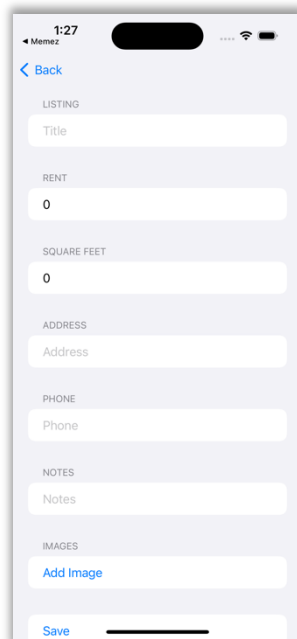 1:27
◀ Memez
Back
LISTING
Title
RENT
0
SQUARE FEET
0
ADDRESS
Address
PHONE
Phone
NOTES
Notes
IMAGES
Add Image
Save